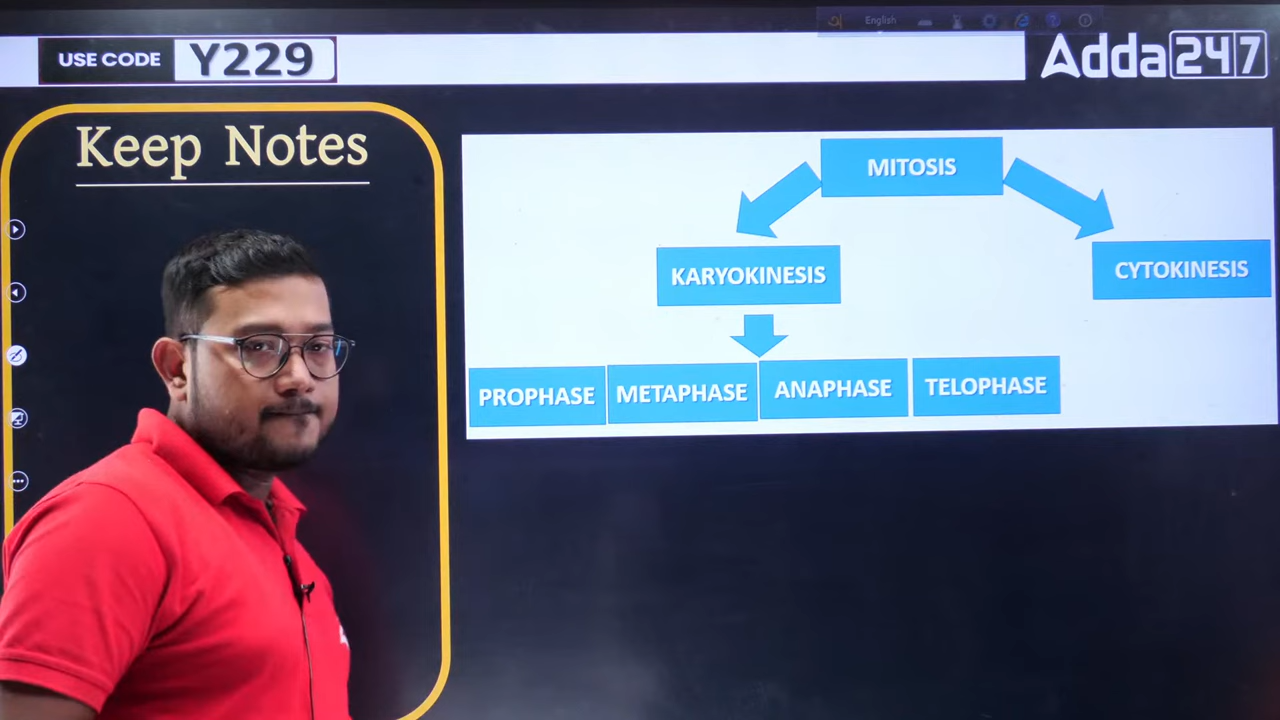 অ English
USE CODE Y229
Adda247
Keep Notes
MITOSIS
KARYOKINESIS
CYTOKINESIS
PROPHASE METAPHASE ANAPHASE TELOPHASE